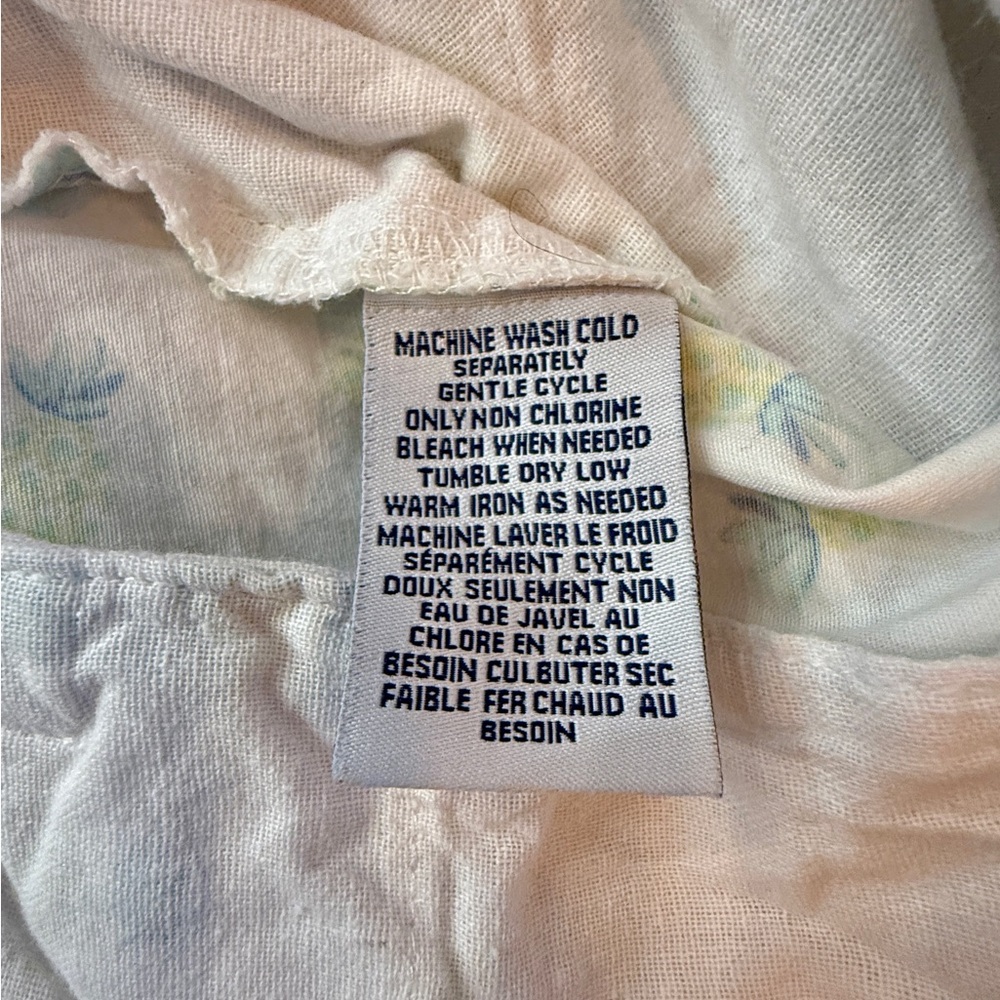 MACHINE WASH COLD
SEPARATELY
GENTLE CYCLE
ONLY NON CHLORINE
BLEACH WHEN NEEDED
TUMBLE DRY LOW
WARM IRON AS NEEDED
MACHINE LAVER LE FROID
SÉPARÉMENT CYCLE
DOUX SEULEMENT NON
EAU DE JAVEL AU
CHLORE EN CAS DE
BESOIN CULBUTER SEC
FAIBLE FER CHAUD AU
BESOIN